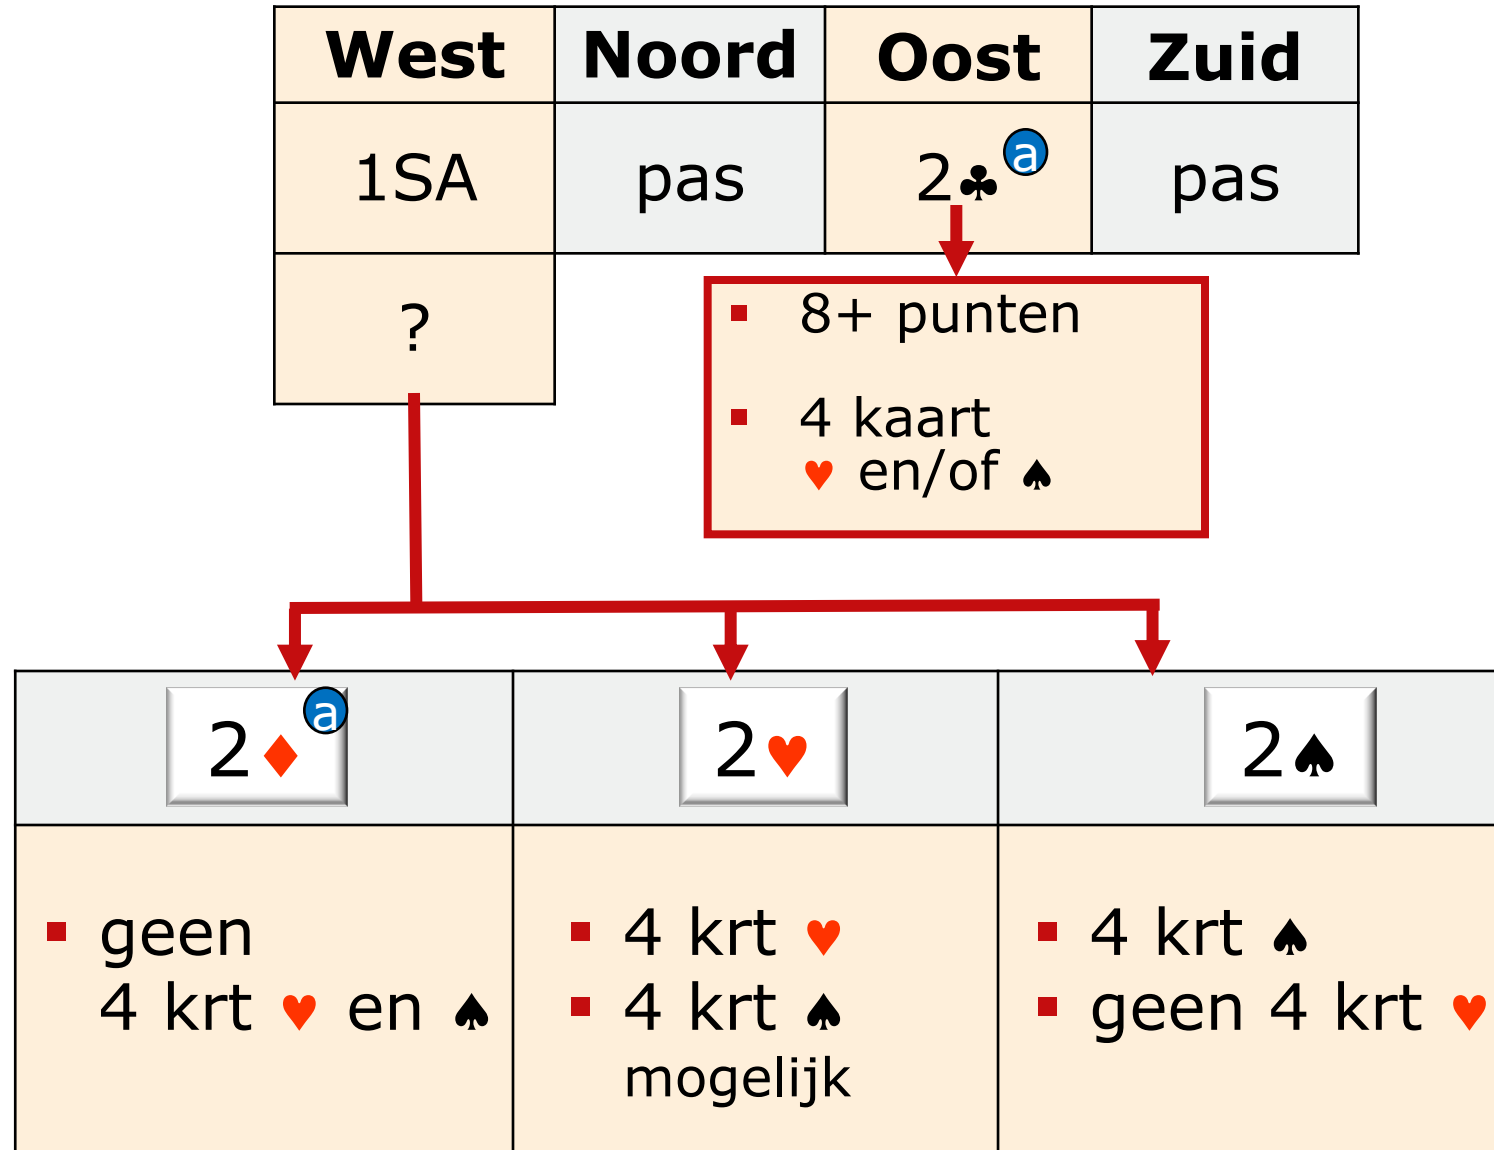 West Noord Oost Zuid
1SA pas 2♣ a pas
?
▪ 8+ punten
▪ 4 kaart
♥ en/of ♠
2♦ a 2♥ 2♠
▪ geen
4 krt ♥ en ♠
▪ 4 krt ♥
▪ 4 krt ♠
mogelijk
▪ 4 krt ♠
▪ geen 4 krt ♥